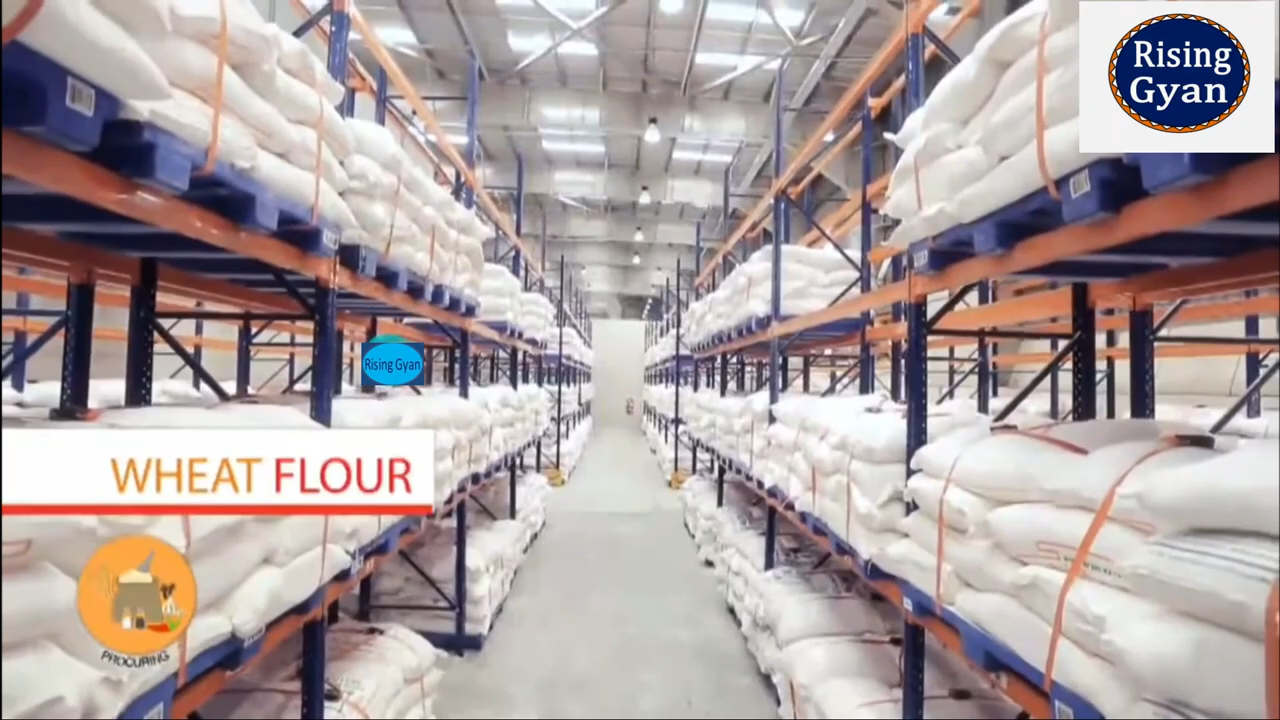 Rising
Gyan
Rising Gyan
WHEAT FLOUR
PROCURING